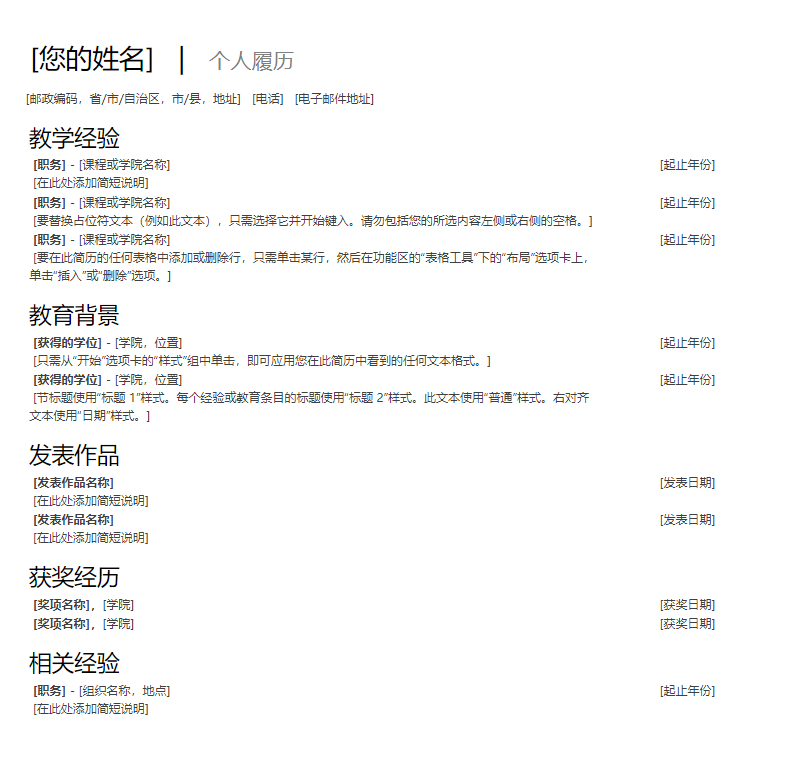 [您的姓名] | 个人履历
[邮政编码，省/市/自治区，市/县，地址] [电话] [电子邮件地址]
教学经验
[职务] - [课程或学院名称] [起止年份]
[在此处添加简短说明]
[职务] - [课程或学院名称] [起止年份]
[要替换占位符文本（例如此文本），只需选择它并开始键入。请勿包括您的所选内容左侧或右侧的空格。]
[职务] - [课程或学院名称] [起止年份]
[要在此简历的任何表格中添加或删除行，只需单击某行，然后在功能区的“表格工具”下的“布局”选项卡上，
单击“插入”或“删除”选项。]
教育背景
[获得的学位] - [学院，位置] [起止年份]
[只需从“开始”选项卡的“样式”组中单击，即可应用您在此简历中看到的任何文本格式。]
[获得的学位] - [学院，位置] [起止年份]
[节标题使用“标题 1”样式。每个经验或教育条目的标题使用“标题 2”样式。此文本使用“普通”样式。右对齐
文本使用“日期”样式。]
发表作品
[发表作品名称] [发表日期]
[在此处添加简短说明]
[发表作品名称] [发表日期]
[在此处添加简短说明]
获奖经历
[奖项名称]，[学院] [获奖日期]
[奖项名称]，[学院] [获奖日期]
相关经验
[职务] - [组织名称，地点] [起止年份]
[在此处添加简短说明]